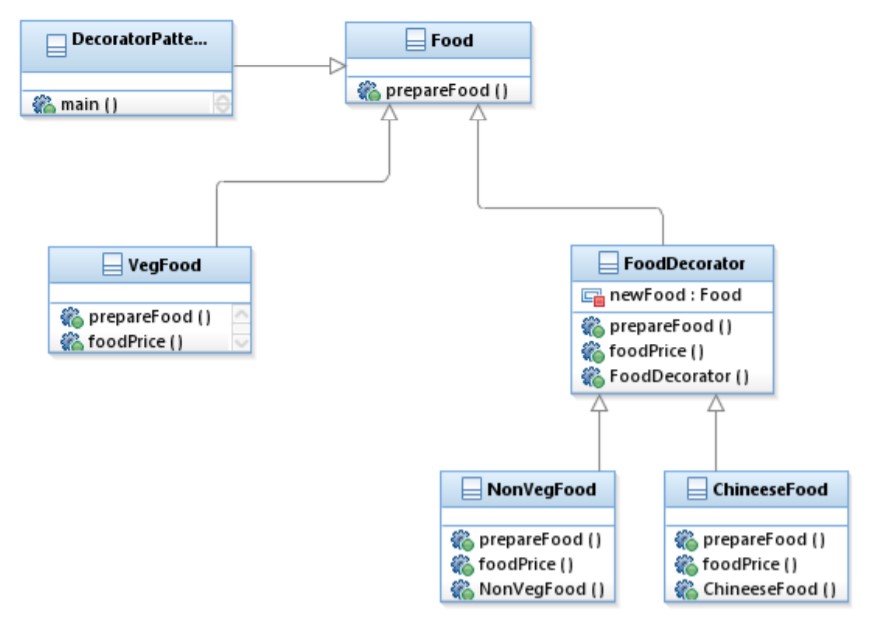 DecoratorPatte...
main ()
Food
prepareFood ()
VegFood
prepareFood ()
foodPrice ()
FoodDecorator
newFood : Food
prepareFood ()
foodPrice ()
FoodDecorator ()
NonVegFood
prepareFood ()
foodPrice ()
NonVegFood ()
ChineeseFood
prepareFood ()
foodPrice ()
ChineeseFood ()